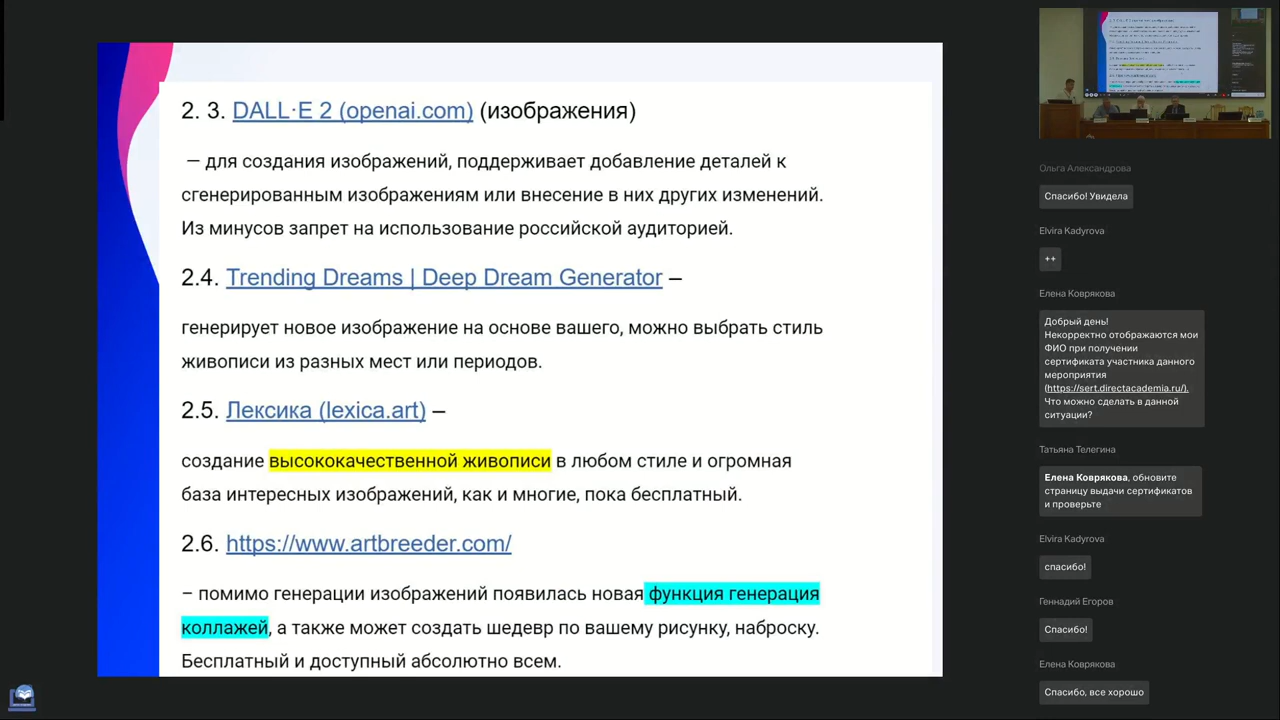 2. 3. DALL·E 2 (openai.com) (изображения)
— для создания изображений, поддерживает добавление деталей к
сгенерированным изображениям или внесение в них других изменений.
Из минусов запрет на использование российской аудиторией.
2.4. Trending Dreams | Deep Dream Generator –
генерирует новое изображение на основе вашего, можно выбрать стиль
живописи из разных мест или периодов.
2.5. Лексика (lexica.art) –
создание высококачественной живописи в любом стиле и огромная
база интересных изображений, как и многие, пока бесплатный.
2.6. https://www.artbreeder.com/
– помимо генерации изображений появилась новая функция генерация
коллажей, а также может создать шедевр по вашему рисунку, наброску.
Бесплатный и доступный абсолютно всем.
Ольга Александрова
Спасибо! Увидела
Elvira Kadyrova
++
Елена Коврякова
Добрый день!
Некорректно отображаются мои
ФИО при получении
сертификата участника данного
мероприятия
(https://sert.directacademia.ru/).
Что можно сделать в данной
ситуации?
Татьяна Телегина
Елена Коврякова, обновите
страницу выдачи сертификатов
и проверьте
Elvira Kadyrova
спасибо!
Геннадий Егоров
Спасибо!
Елена Коврякова
Спасибо, все хорошо